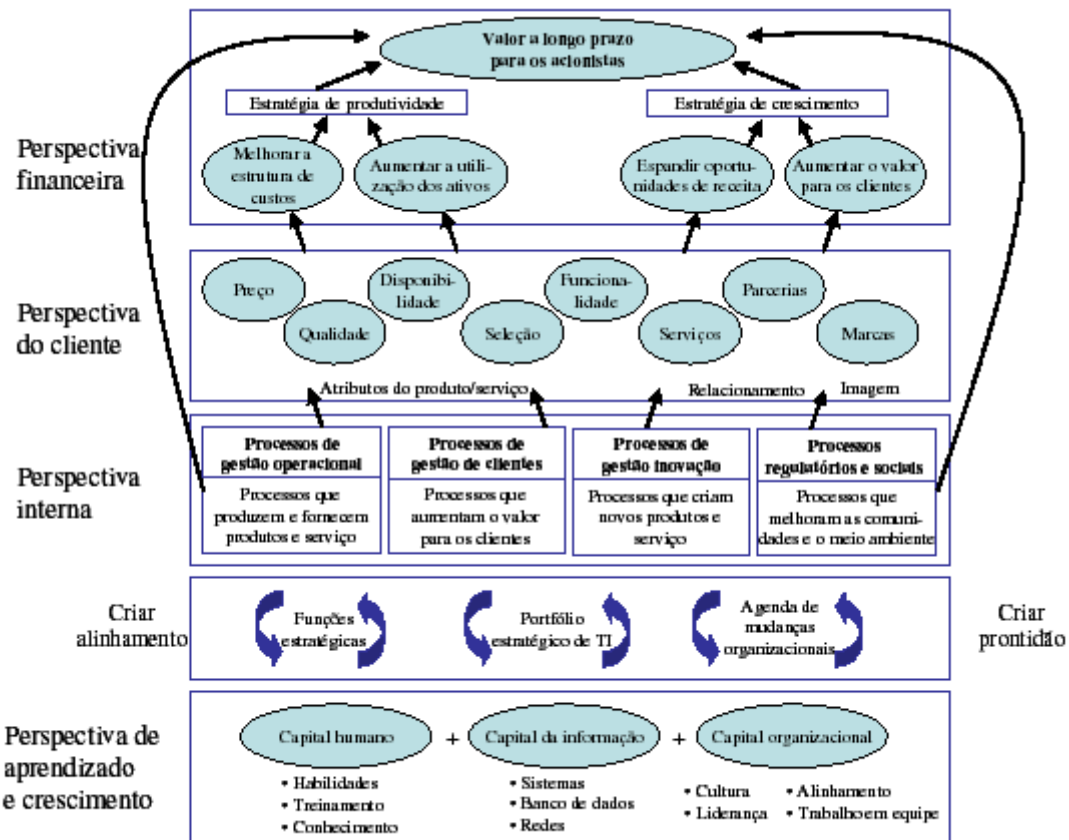 Valor a longo prazo
para os acionistas
Estratégia de produtividade
Estratégia de crescimento
Perspectiva
financeira
Melhorar a
estrutura de
custos
Aumentar a utili-
zação dos ativos
Espandir oportu-
nidades de receita
Aumentar o valor
para os clientes
Perspectiva
do cliente
Preço
Qualidade
Disponibi-
lidade
Seleção
Funciona-
lidade
Serviços
Parcerias
Marcas
Atributos do produto/serviço
Relacionamento
Imagem
Perspectiva
interna
Processos de
gestão operacional
Processos que
produzem e fornecem
produtos e serviço
Processos de
gestão de clientes
Processos que
aumentam o valor
para os clientes
Processos de
gestão inovação
Processos que criam
novos produtos e
serviço
Processos
regulatórios e sociais
Processos que
melhoram as comuni-
dades e o meio ambiente
Criar
alinhamento
Funções
estratégicas
Portfólio
estratégico de TI
Agenda de
mudanças
organizacionais
Criar
prontidão
Perspectiva de
aprendizado
e crescimento
Capital humano
+
Capital da informação
+
Capital organizacional
• Habilidades
• Treinamento
• Conhecimento
• Sistemas
• Banco de dados
• Redes
• Cultura
• Liderança
• Alinhamento
• Trabalho em equipe